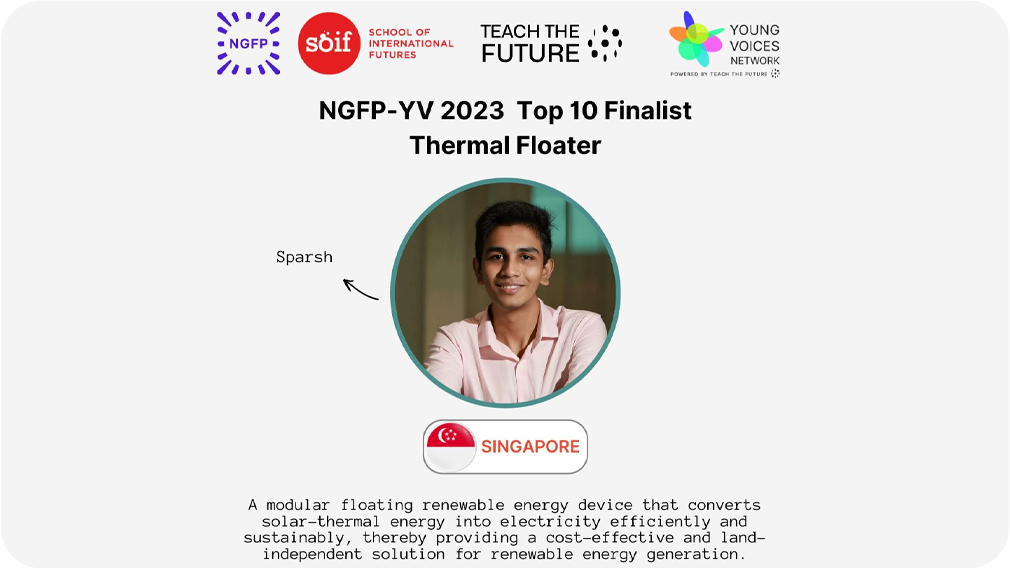 NGFP
soif
SCHOOL OF
INTERNATIONAL
FUTURES
TEACH THE
FUTURE
YOUNG
VOICES
NETWORK
POWERED BY TEACH THE FUTURE
NGFP-YV 2023 Top 10 Finalist
Thermal Floater
Sparsh
SINGAPORE
A modular floating renewable energy device that converts
solar-thermal energy into electricity efficiently and
sustainably, thereby providing a cost-effective and land-
independent solution for renewable energy generation.